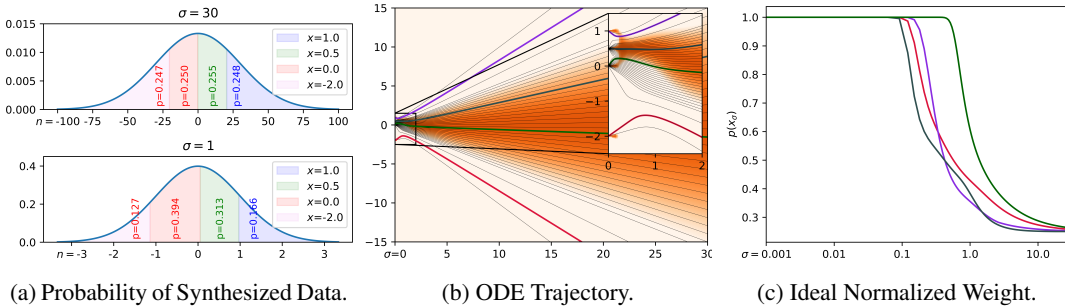 σ = 30
0.015
0.010
0.005
0.000
p=0.247
p=0.250
p=0.255
p=0.248
x=1.0
x=0.5
x=0.0
x=-2.0
n=-100 -75 -50 -25 0 25 50 75 100
σ = 1
0.4
0.2
0.0
p=0.127
p=0.394
p=0.313
p=0.166
x=1.0
x=0.5
x=0.0
x=-2.0
n=-3 -2 -1 0 1 2 3
(a) Probability of Synthesized Data.
15
10
5
0
−5
−10
−15
σ=0 5 10 15 20 25 30
1
0
−1
−2
0 1 2
(b) ODE Trajectory.
p(xσ)
1.0
0.9
0.8
0.7
0.6
0.5
0.4
0.3
σ=0.001 0.01 0.1 1.0 10.0
(c) Ideal Normalized Weight.